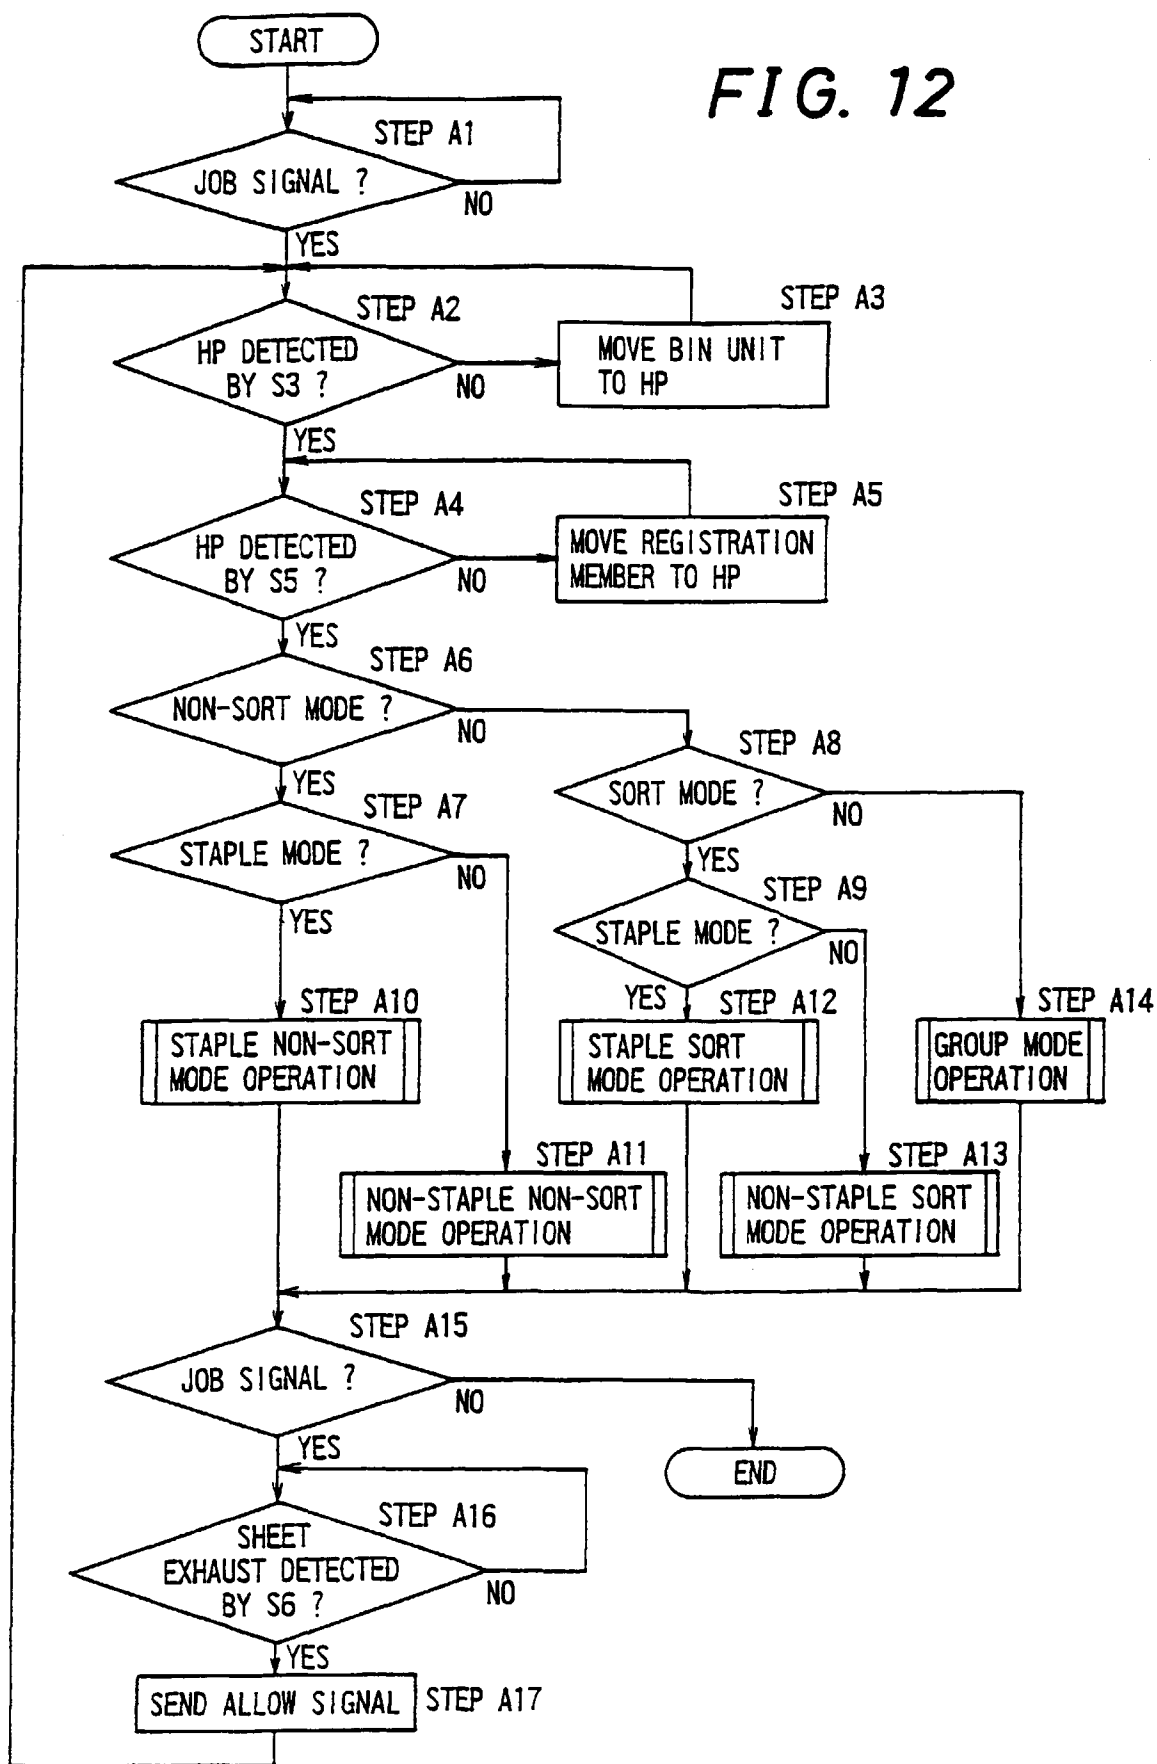 START
FIG. 12
STEP A1
JOB SIGNAL ?
NO
YES
STEP A2
STEP A3
HP DETECTED
BY S3 ?
NO
MOVE BIN UNIT
TO HP
YES
STEP A4
STEP A5
HP DETECTED
BY S5 ?
NO
MOVE REGISTRATION
MEMBER TO HP
YES
STEP A6
NON-SORT MODE ?
NO
YES
STEP A8
SORT MODE ?
NO
YES
STEP A7
STAPLE MODE ?
NO
YES
STEP A9
STAPLE MODE ?
NO
YES
STEP A10
STAPLE NON-SORT
MODE OPERATION
STEP A12
STAPLE SORT
MODE OPERATION
STEP A14
GROUP MODE
OPERATION
STEP A11
NON-STAPLE NON-SORT
MODE OPERATION
STEP A13
NON-STAPLE SORT
MODE OPERATION
STEP A15
JOB SIGNAL ?
NO
YES
END
STEP A16
SHEET
EXHAUST DETECTED
BY S6 ?
NO
YES
SEND ALLOW SIGNAL
STEP A17